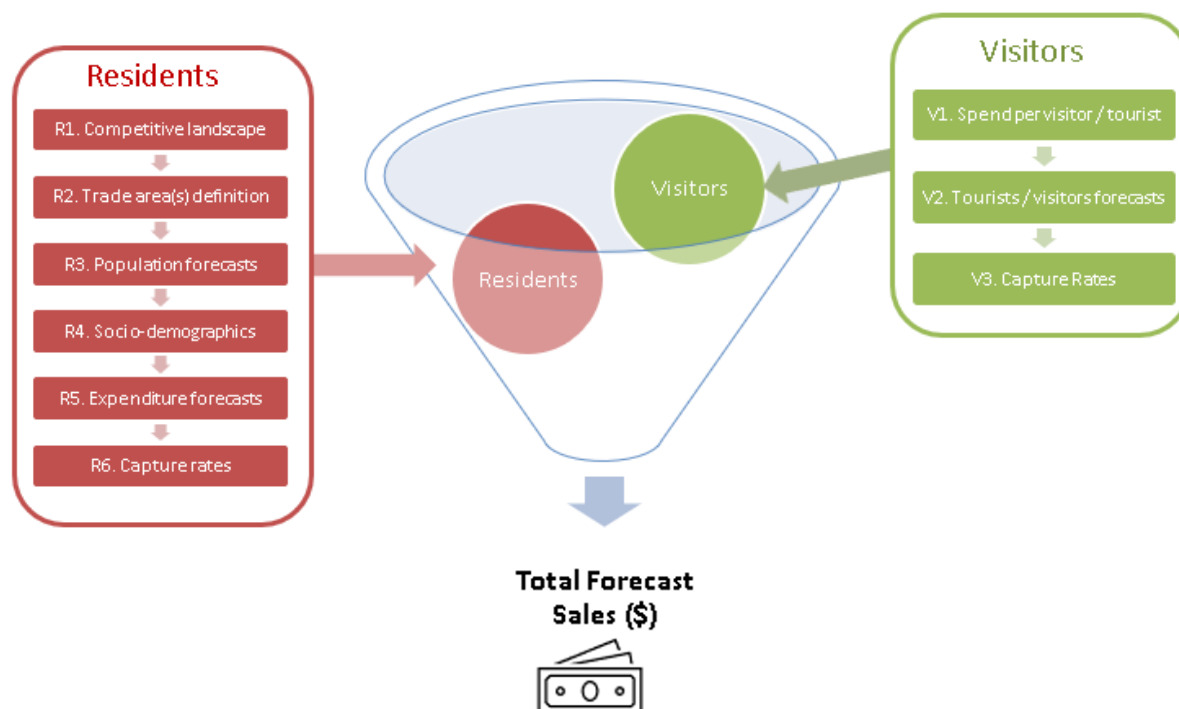 Residents
R1. Competitive landscape
R2. Trade area(s) definition
R3. Population forecasts
R4. Socio-demographics
R5. Expenditure forecasts
R6. Capture rates
Visitors
Residents
Visitors
V1. Spend per visitor / tourist
V2. Tourists / visitors forecasts
V3. Capture Rates
Total Forecast
Sales ($)